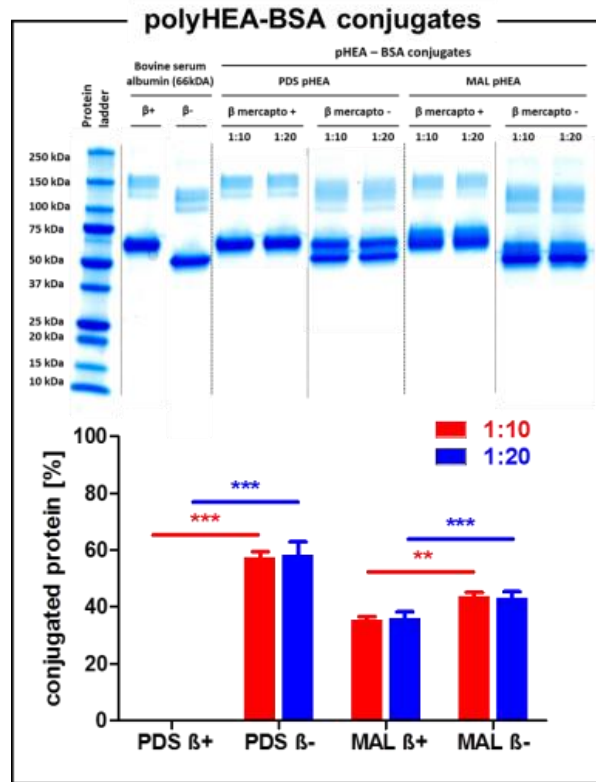 polyHEA-BSA conjugates
pHEA – BSA conjugates
Bovine serum
albumin (66kDA)
PDS pHEA
MAL pHEA
Protein
ladder
β+
β-
β mercapto +
β mercapto -
β mercapto +
β mercapto -
1:10
1:20
1:10
1:20
1:10
1:20
1:10
1:20
250 kDa
150 kDa
100 kDa
75 kDa
50 kDa
37 kDa
25 kDa
20 kDa
15 kDa
10 kDa
conjugated protein [%]
100
80
60
40
20
0
1:10
1:20
***
***
**
***
PDS ß+
PDS ß-
MAL ß+
MAL ß-